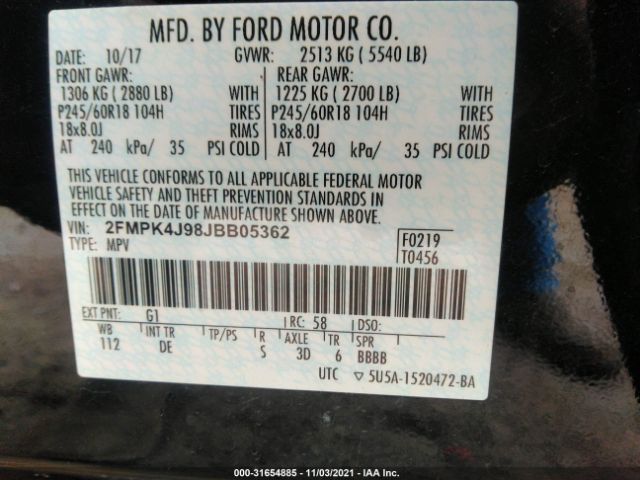 MFD. BY FORD MOTOR CO.
DATE: 10/17 GVWR: 2513 KG ( 5540 LB)
FRONT GAWR: REAR GAWR:
1306 KG ( 2880 LB) WITH 1225 KG ( 2700 LB) WITH
P245/60R18 104H TIRES P245/60R18 104H TIRES
18x8.0J RIMS 18x8.0J RIMS
AT 240 kPa/ 35 PSI COLD AT 240 kPa/ 35 PSI COLD
THIS VEHICLE CONFORMS TO ALL APPLICABLE FEDERAL MOTOR
VEHICLE SAFETY AND THEFT PREVENTION STANDARDS IN
EFFECT ON THE DATE OF MANUFACTURE SHOWN ABOVE.
VIN: 2FMPK4J98JBB05362 F0219
TYPE: MPV T0456
EXT PNT: G1 RC: 58 DSO:
WB INT TR TP/PS R AXLE TR SPR
112 DE S 3D 6 BBBB
UTC ▽ 5U5A-1520472-BA
000-31654885 - 11/03/2021 - IAA Inc.